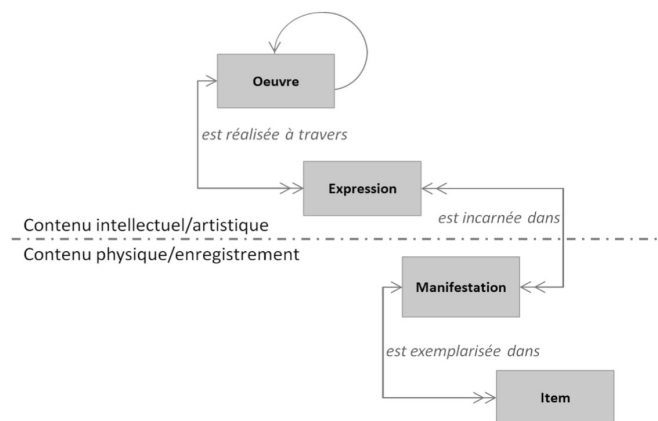 Oeuvre
est réalisée à travers
Expression
Contenu intellectuel/artistique
est incarnée dans
Contenu physique/enregistrement
Manifestation
est exemplarisée dans
Item